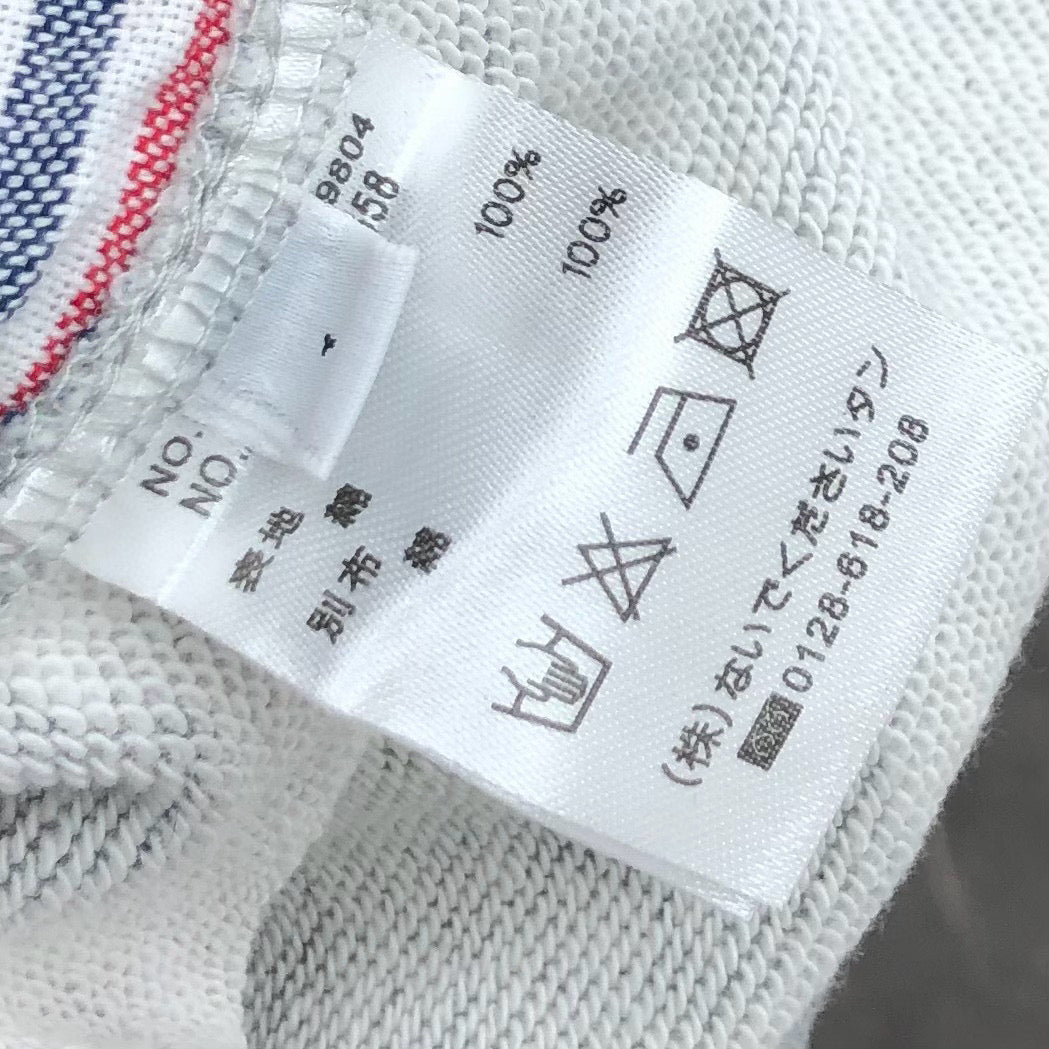 NO. 9804
NO. 58
表地 綿 100%
別布 綿 100%
(株) ないでくださいタン
0128-618-208